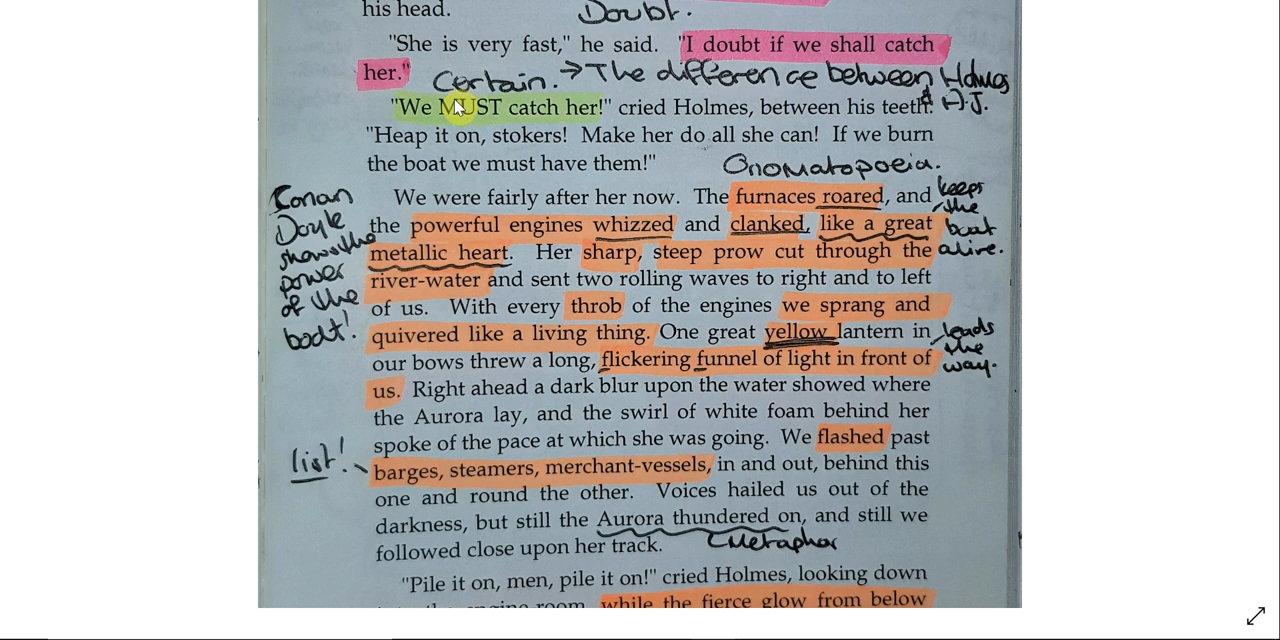 his head.
Doubt.
"She is very fast," he said. "I doubt if we shall catch
her."
Certain. → The difference between Holmes
& A.J.
"We MUST catch her!" cried Holmes, between his teeth.
"Heap it on, stokers! Make her do all she can! If we burn
the boat we must have them!"
Onomatopoeia.
We were fairly after her now. The furnaces roared, and
the powerful engines whizzed and clanked, like a great
metallic heart. Her sharp, steep prow cut through the
river-water and sent two rolling waves to right and to left
of us. With every throb of the engines we sprang and
quivered like a living thing. One great yellow lantern in
our bows threw a long, flickering funnel of light in front of
us. Right ahead a dark blur upon the water showed where
the Aurora lay, and the swirl of white foam behind her
spoke of the pace at which she was going. We flashed past
barges, steamers, merchant-vessels, in and out, behind this
one and round the other. Voices hailed us out of the
darkness, but still the Aurora thundered on, and still we
followed close upon her track.
Metaphor
"Pile it on, men, pile it on!" cried Holmes, looking down
engine room, while the fierce glow from below
Conan
Doyle
shows the
power
of the
boat!
list!
keeps
the
boat
alive.
leads
the
way.